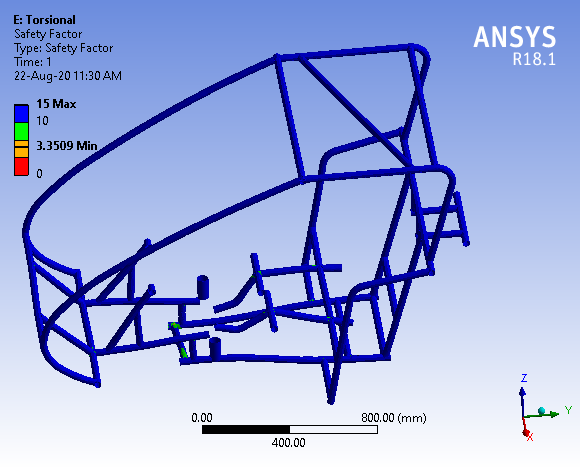 E: Torsional
Safety Factor
Type: Safety Factor
Time: 1
22-Aug-20 11:30 AM
15 Max
10
3.3509 Min
0
ANSYS
R18.1
0.00
800.00 (mm)
400.00
Z
Y
X